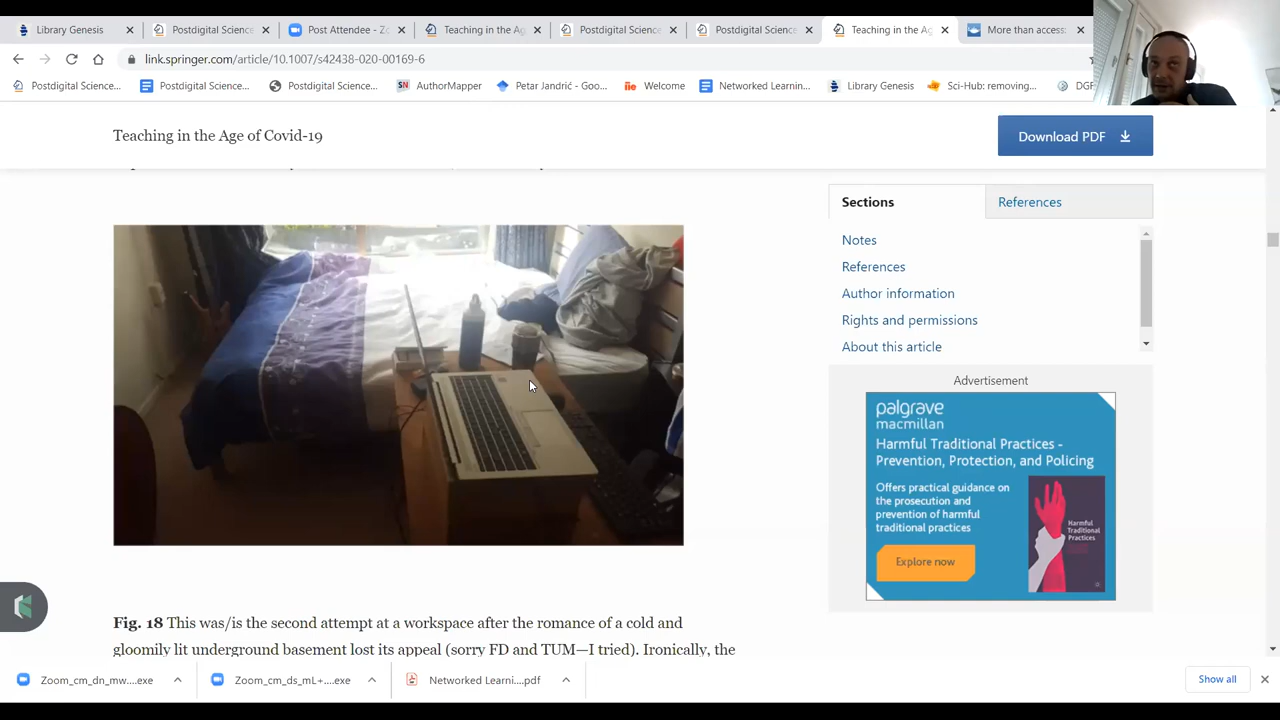 Library Genesis
Postdigital Science
Post Attendee - Zo
Teaching in the Ag
Postdigital Science
Postdigital Science
Teaching in the Ag
More than access:
link.springer.com/article/10.1007/s42438-020-00169-6
Postdigital Science...
Postdigital Science...
Postdigital Science...
SN AuthorMapper
Petar Jandrić - Goo...
Welcome
Networked Learnin...
Library Genesis
Sci-Hub: removing...
DGF
Teaching in the Age of Covid-19
Download PDF
Sections
References
Notes
References
Author information
Rights and permissions
About this article
Advertisement
palgrave
macmillan
Harmful Traditional Practices -
Prevention, Protection, and Policing
Offers practical guidance on
the prosecution and
prevention of harmful
traditional practices
Harmful
Traditional
Practices
Explore now
Fig. 18 This was/is the second attempt at a workspace after the romance of a cold and
gloomily lit underground basement lost its appeal (sorry FD and TUM—I tried). Ironically, the
Zoom_cm_dn_mw....exe
Zoom_cm_ds_mL+....exe
Networked Learni....pdf
Show all